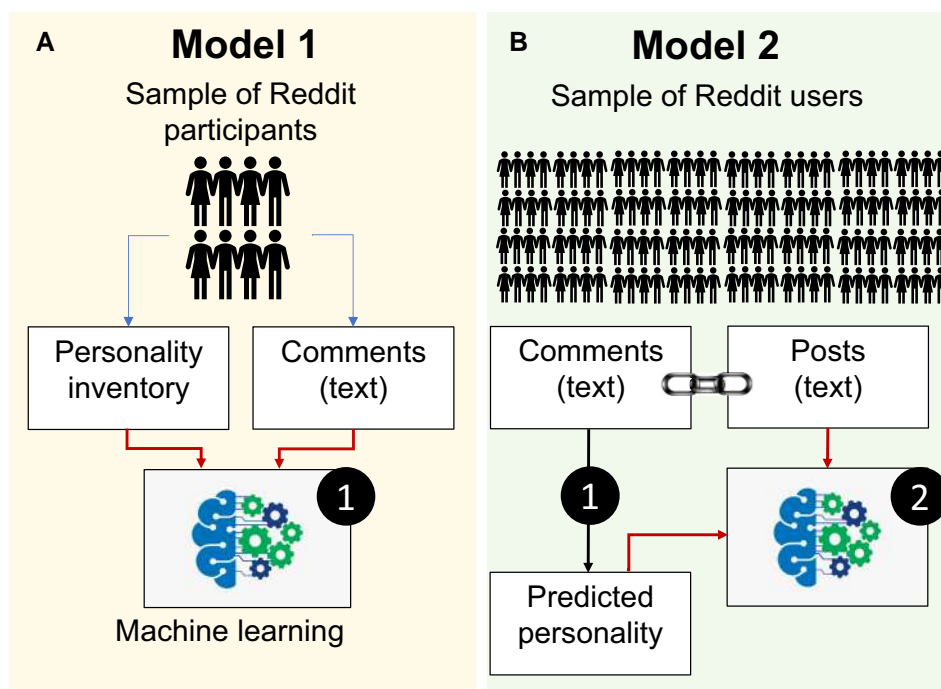 A
Model 1
Sample of Reddit
participants
Personality
inventory
Comments
(text)
1
Machine learning
B
Model 2
Sample of Reddit users
Comments
(text)
Posts
(text)
1
2
Predicted
personality